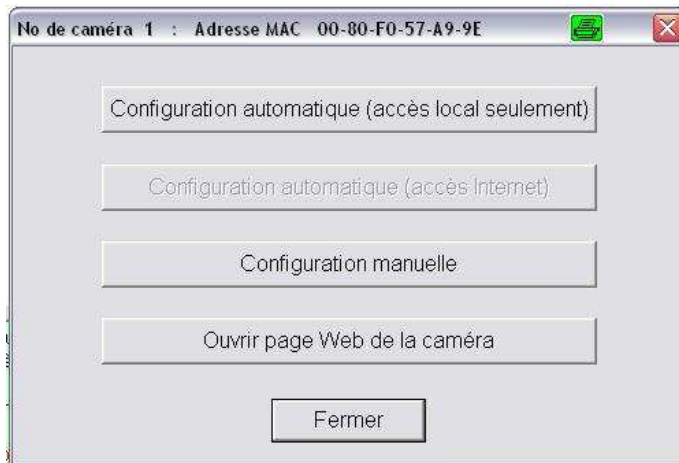 No de caméra 1 : Adresse MAC 00-80-F0-57-A9-9E
Configuration automatique (accès local seulement)
Configuration automatique (accès Internet)
Configuration manuelle
Ouvrir page Web de la caméra
Fermer